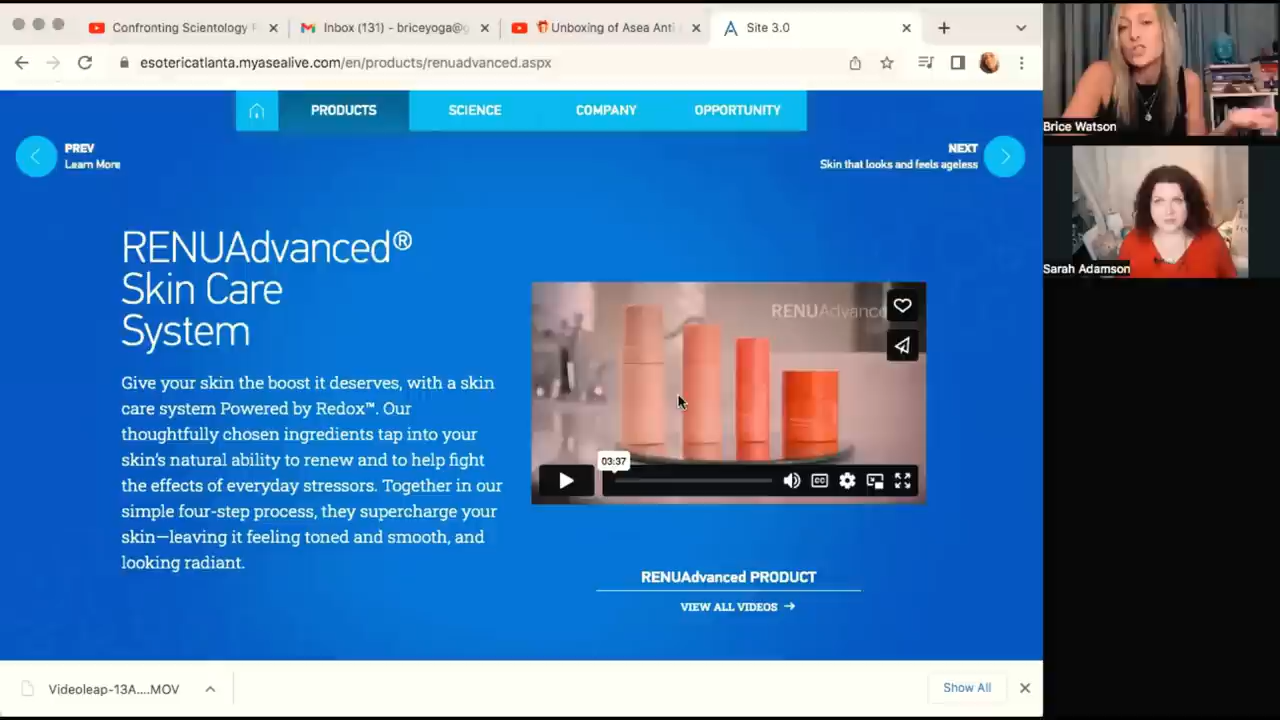 Confronting Scientology F
Inbox (131) - briceyoga@g
Unboxing of Asea Anti
Site 3.0
esotericatlanta.myasealive.com/en/products/renuadvanced.aspx
PRODUCTS
SCIENCE
COMPANY
OPPORTUNITY
PREV
Learn More
NEXT
Skin that looks and feels ageless
RENUAdvanced®
Skin Care
System
Give your skin the boost it deserves, with a skin
care system Powered by Redox™. Our
thoughtfully chosen ingredients tap into your
skin's natural ability to renew and to help fight
the effects of everyday stressors. Together in our
simple four-step process, they supercharge your
skin—leaving it feeling toned and smooth, and
looking radiant.
RENUAdvance
03:37
CC
RENUAdvanced PRODUCT
VIEW ALL VIDEOS →
Videoleap-13A....MOV
Show All
Brice Watson
Sarah Adamson